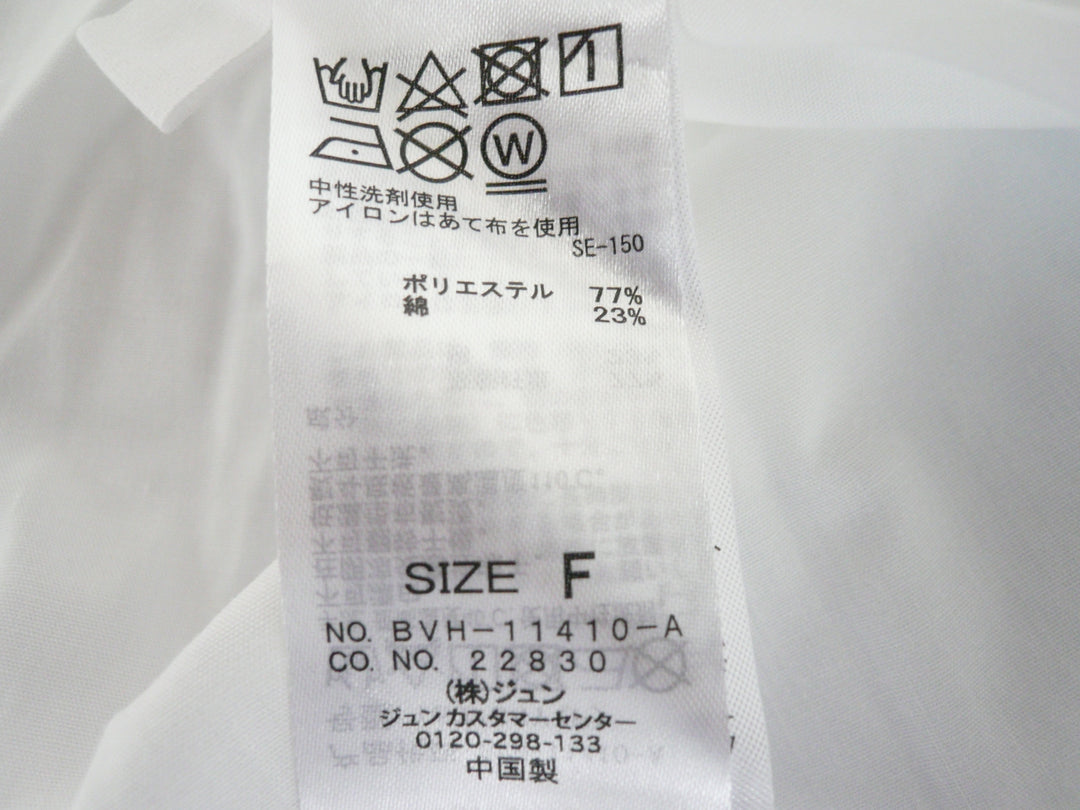 W
中性洗剤使用
アイロンはあて布を使用
SE-150
ポリエステル 77%
綿 23%
SIZE F
NO. BVH-11410-A
CO. NO. 22830
(株)ジュン
ジュン カスタマーセンター
0120-298-133
中国製